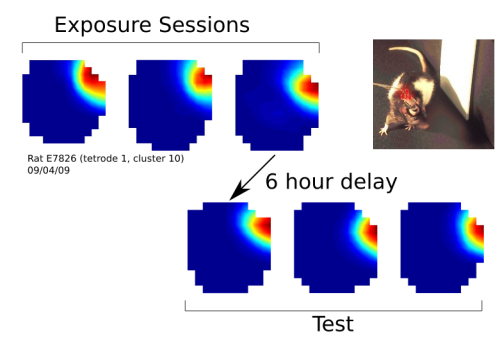 Exposure Sessions
Rat E7826 (tetrode 1, cluster 10)
09/04/09
6 hour delay
Test